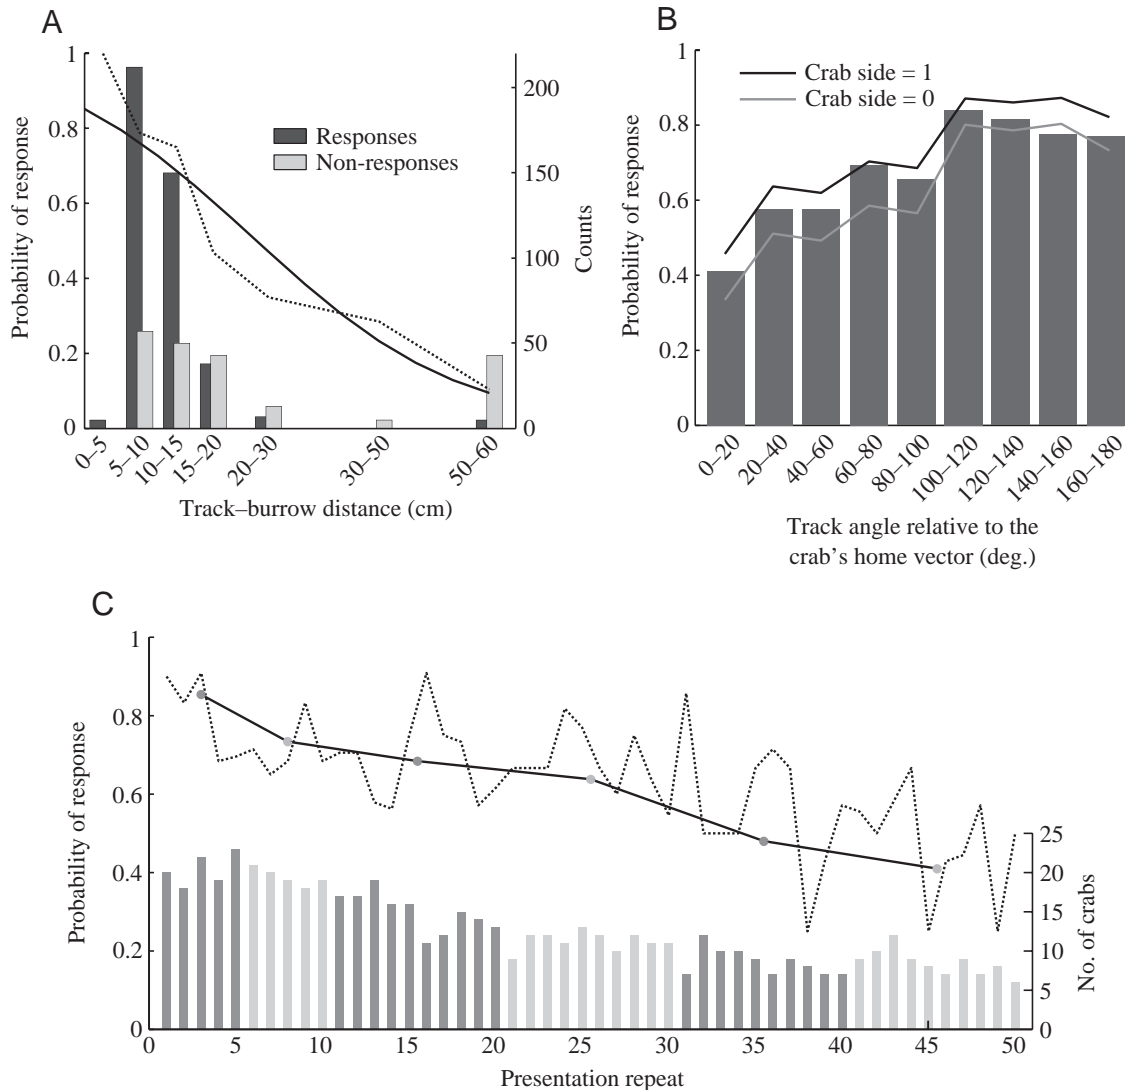 A
1
0.8
0.6
0.4
0.2
0
Probability of response
200
150
100
50
0
Counts
Responses
Non-responses
0–5
5–10
10–15
15–20
20–30
30–50
50–60
Track–burrow distance (cm)
B
1
0.8
0.6
0.4
0.2
0
Probability of response
Crab side = 1
Crab side = 0
0–20
20–40
40–60
60–80
80–100
100–120
120–140
140–160
160–180
Track angle relative to the
crab’s home vector (deg.)
C
1
0.8
0.6
0.4
0.2
0
Probability of response
25
20
15
10
5
0
No. of crabs
0 5 10 15 20 25 30 35 40 45 50
Presentation repeat